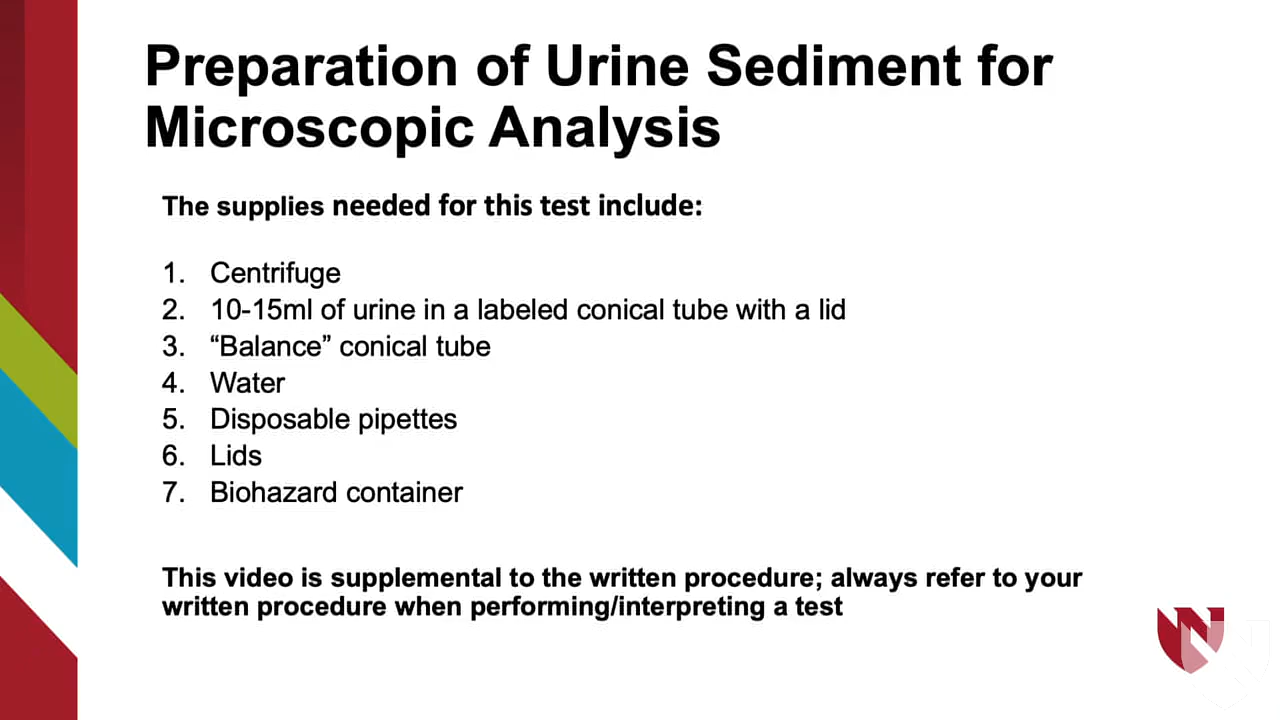 Preparation of Urine Sediment for
Microscopic Analysis
The supplies needed for this test include:
1. Centrifuge
2. 10-15ml of urine in a labeled conical tube with a lid
3. “Balance” conical tube
4. Water
5. Disposable pipettes
6. Lids
7. Biohazard container
This video is supplemental to the written procedure; always refer to your
written procedure when performing/interpreting a test